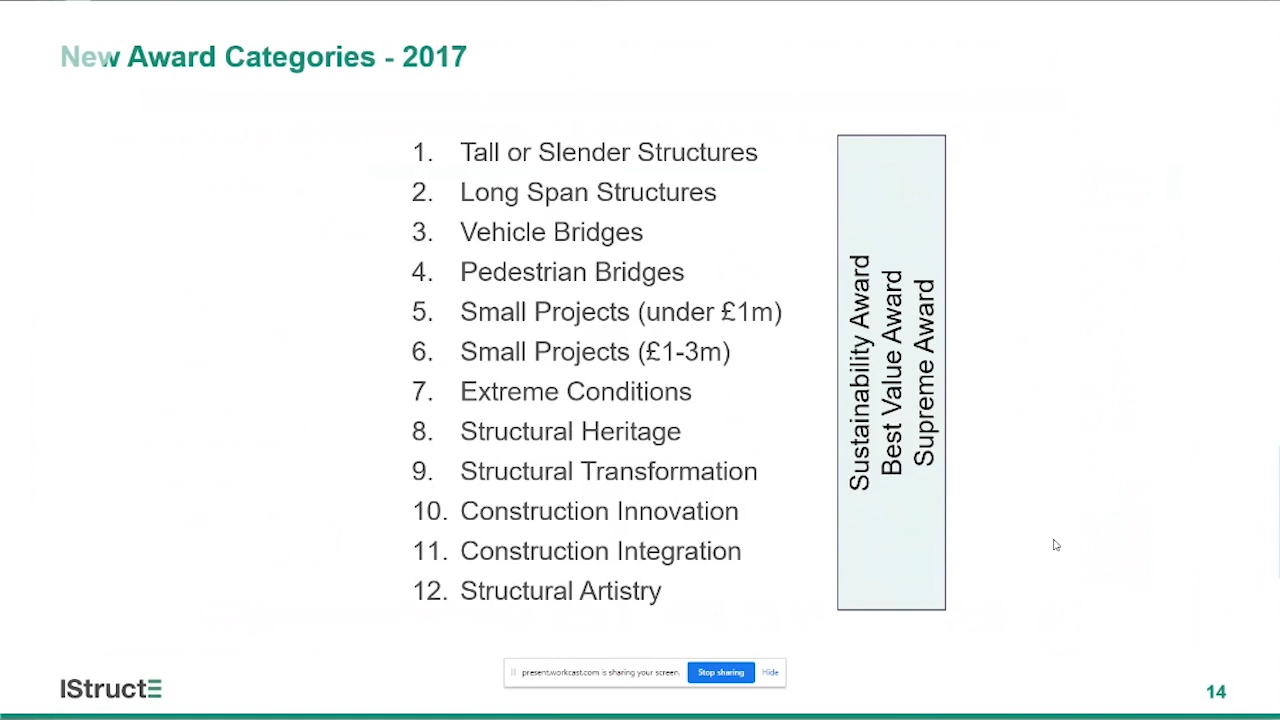 New Award Categories - 2017
1. Tall or Slender Structures
2. Long Span Structures
3. Vehicle Bridges
4. Pedestrian Bridges
5. Small Projects (under £1m)
6. Small Projects (£1-3m)
7. Extreme Conditions
8. Structural Heritage
9. Structural Transformation
10. Construction Innovation
11. Construction Integration
12. Structural Artistry
Sustainability Award
Best Value Award
Supreme Award
present.workcast.com is sharing your screen. Stop sharing Hide
IStructE
14